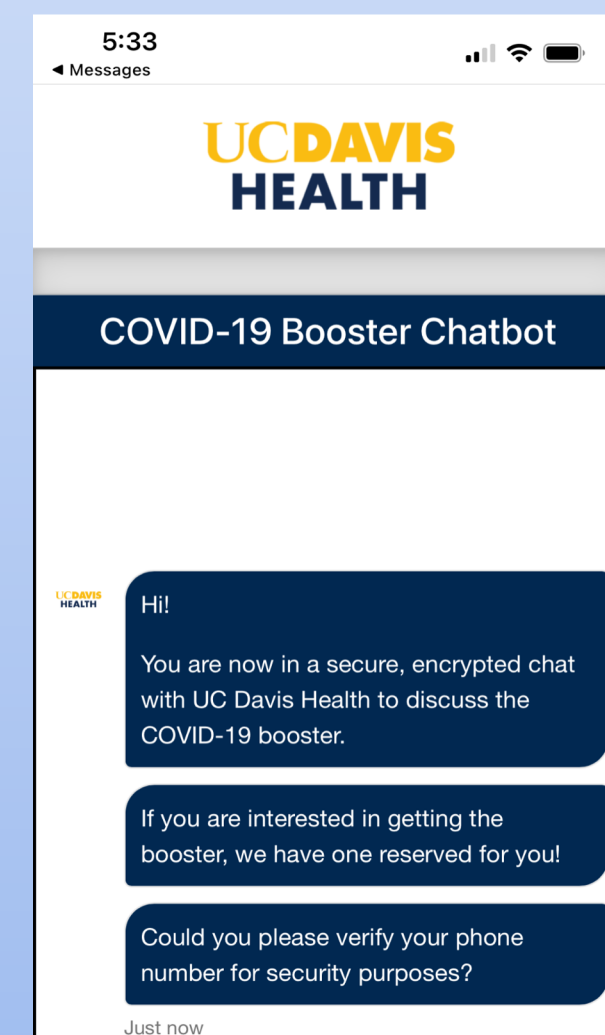 5:33
◀ Messages
UCDAVIS
HEALTH
COVID-19 Booster Chatbot
UCDAVIS
HEALTH
Hi!
You are now in a secure, encrypted chat
with UC Davis Health to discuss the
COVID-19 booster.
If you are interested in getting the
booster, we have one reserved for you!
Could you please verify your phone
number for security purposes?
Just now